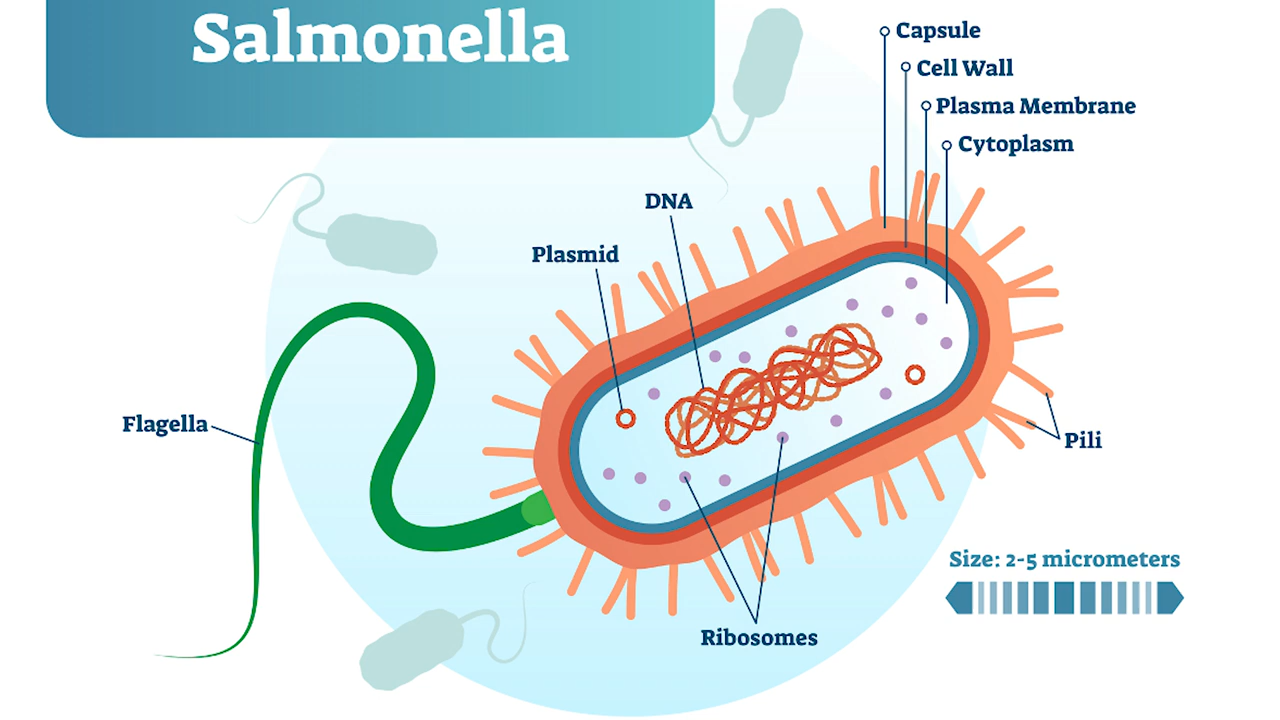 Salmonella
Capsule
Cell Wall
Plasma Membrane
Cytoplasm
DNA
Plasmid
Flagella
Pili
Size: 2-5 micrometers
Ribosomes